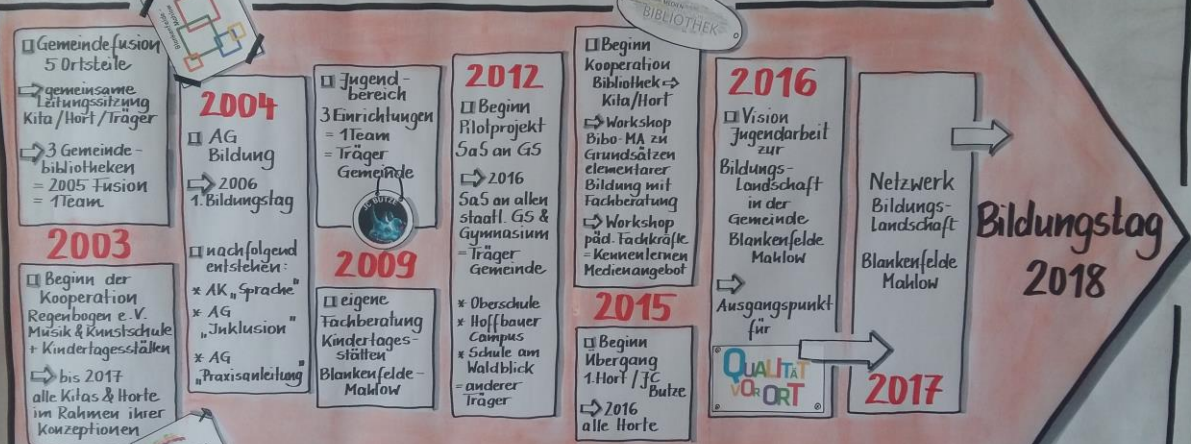 Gemeindefusion
5 Ortsteile
gemeinsame
Leitungssitzung
Kita/Hort/Träger
3 Gemeinde-
bibliotheken
= 2005 Fusion
= 1Team
2003
Beginn der
Kooperation
Regenbogen e.V.
Musik & Kunstschule
+ Kindertagesstätten
bis 2017
alle Kitas & Horte
im Rahmen ihrer
Konzeptionen
Blankenfelde-
Mahlow
2004
AG
Bildung
2006
1. Bildungstag
nachfolgend
entstehen:
* AK „Sprache"
* AG
„Inklusion"
* AG
„Praxisanleitung"
Jugend-
bereich
3 Einrichtungen
= 1Team
= Träger
Gemeinde
JC BUTZE
2009
eigene
Fachberatung
Kindertages-
stätten
Blankenfelde-
Mahlow
2012
Beginn
Pilotprojekt
SaS an GS
2016
SaS an allen
staatl. GS &
Gymnasium
= Träger
Gemeinde
* Oberschule
* Hoffbauer
Campus
* Schule am
Waldblick
= anderer
Träger
BIBLIOTHEK
Beginn
Kooperation
Bibliothek
Kita/Hort
Workshop
Bibo-MA zu
Grundsätzen
elementarer
Bildung mit
Fachberatung
Workshop
päd. Fachkräfte
= Kennenlernen
Medienangebot
2015
Beginn
Übergang
1. Hort / JC
Butze
2016
alle Horte
2016
Vision
Jugendarbeit
zur
Bildungs-
Landschaft
in der
Gemeinde
Blankenfelde
Mahlow
Ausgangspunkt
für
QUALITÄT
VOR ORT
Netzwerk
Bildungs-
Landschaft
Blankenfelde
Mahlow
2017
Bildungstag
2018